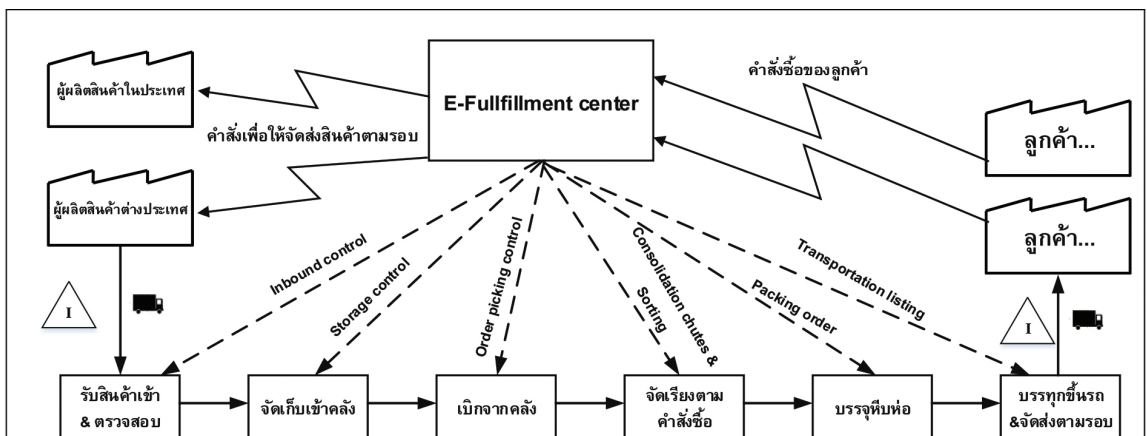 คำสั่งซื้อของลูกค้า
ผู้ผลิตสินค้าในประเทศ
E-Fullfillment center
คำสั่งเพื่อให้จัดส่งสินค้าตามรอบ
ลูกค้า...
ผู้ผลิตสินค้าต่างประเทศ
ลูกค้า...
Inbound control
Storage control
Order picking control
Consolidation chutes &
Sorting
Packing order
Transportation listing
I
I
รับสินค้าเข้า
& ตรวจสอบ
จัดเก็บเข้าคลัง
เบิกจากคลัง
จัดเรียงตาม
คำสั่งซื้อ
บรรจุหีบห่อ
บรรทุกขึ้นรถ
&จัดส่งตามรอบ